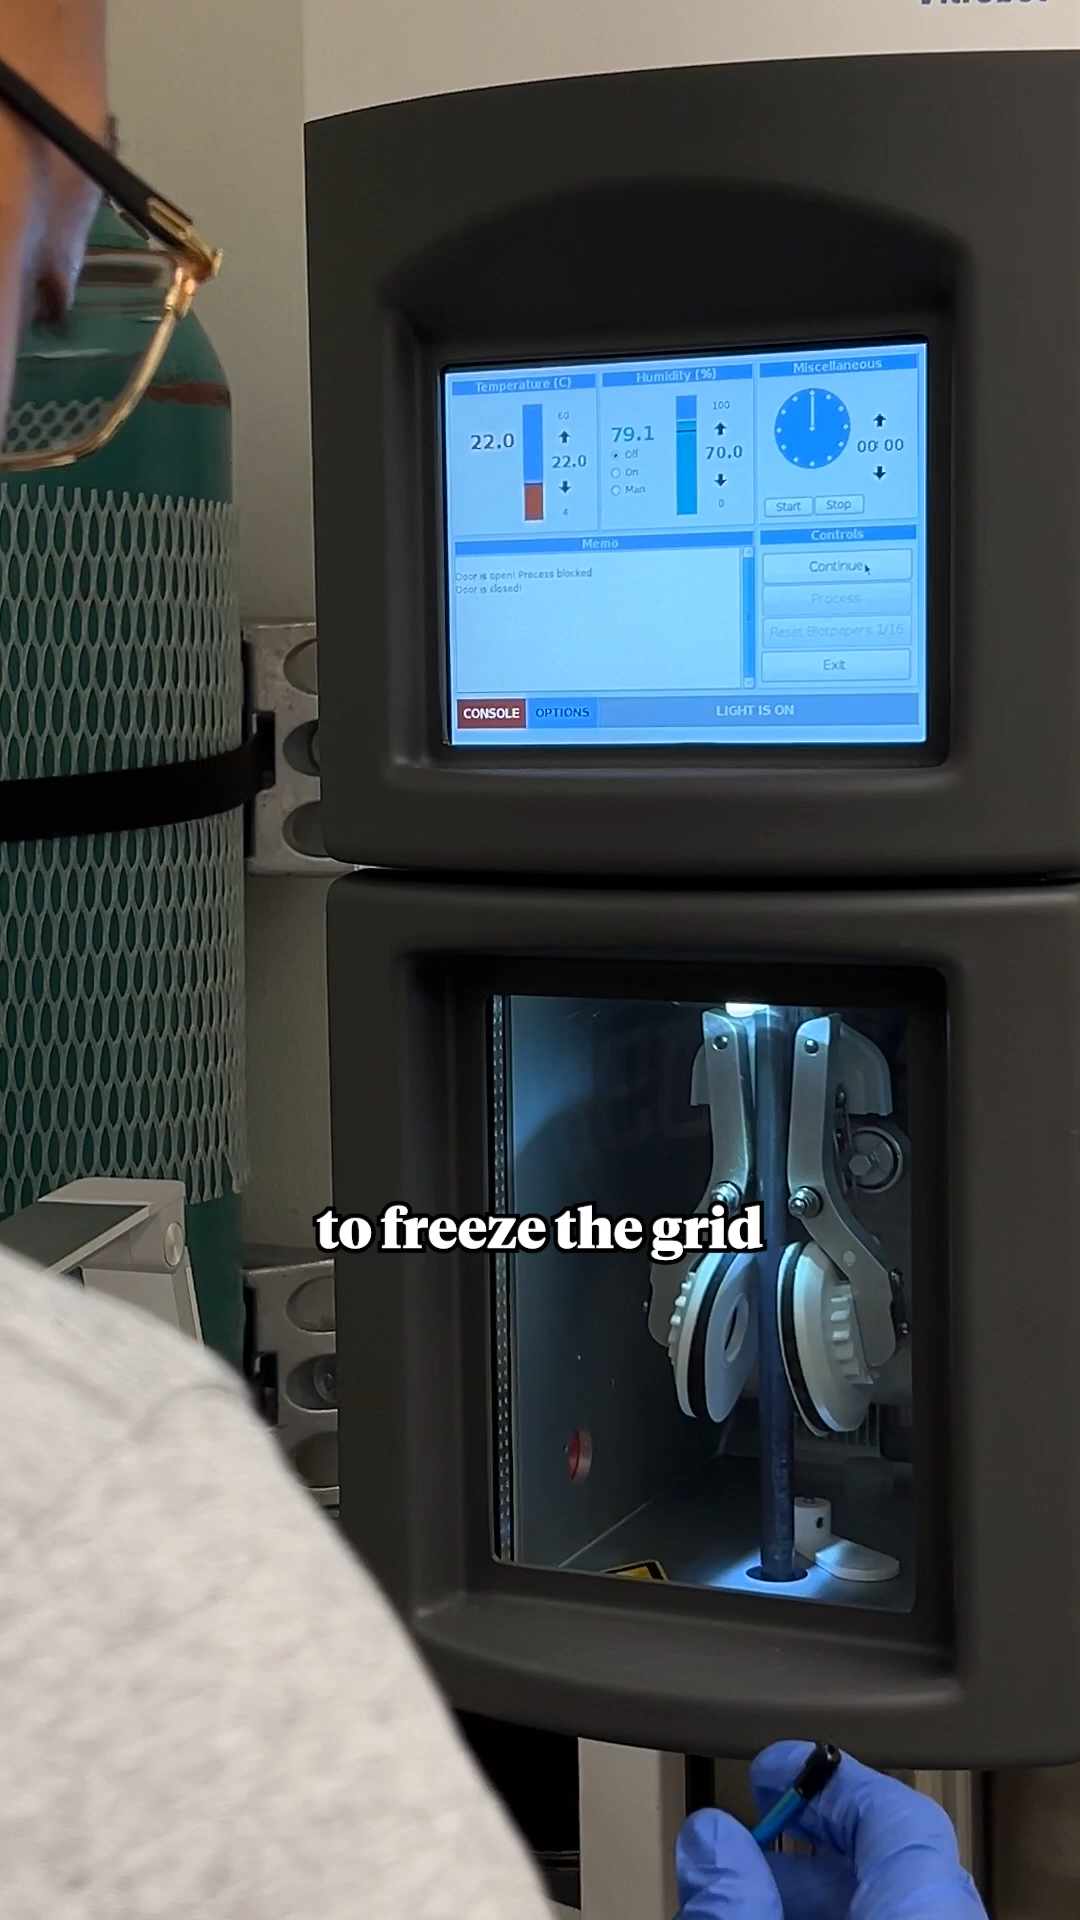 Vitrobot
Temperature (C)
22.0
60
22.0
4
Humidity (%)
79.1
Off
On
Man
100
70.0
0
Miscellaneous
00:00
Start
Stop
Memo
Door is open! Process blocked
Door is closed!
Controls
Continue
Process
Reset Blotpapers 1/16
Exit
CONSOLE
OPTIONS
LIGHT IS ON
to freeze the grid